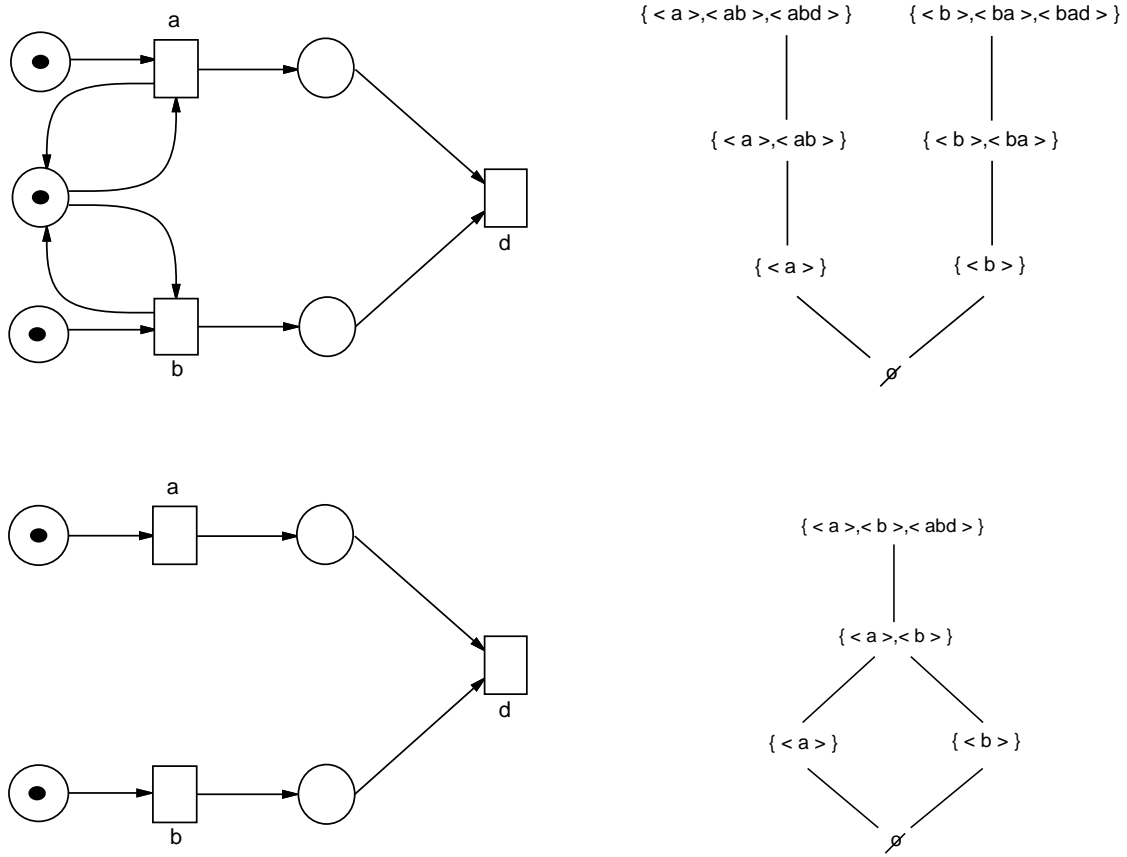 a
d
b
{ < a >,< ab >,< abd > }
{ < b >,< ba >,< bad > }
{ < a >,< ab > }
{ < b >,< ba > }
{ < a > }
{ < b > }
ø
a
d
b
{ < a >,< b >,< abd > }
{ < a >,< b > }
{ < a > }
{ < b > }
ø